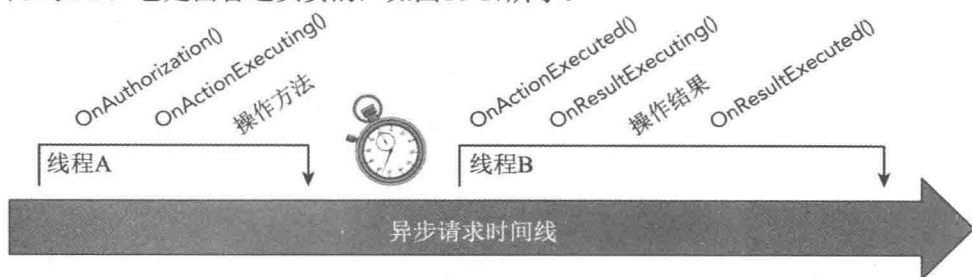 OnAuthorization()
OnActionExecuting()
操作方法
OnActionExecuted()
OnResultExecuting()
操作结果
OnResultExecuted()
线程A
线程B
异步请求时间线